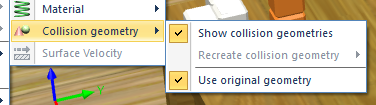 Material
Collision geometry
Surface Velocity
Show collision geometries
Recreate collision geometry
Use original geometry
Y